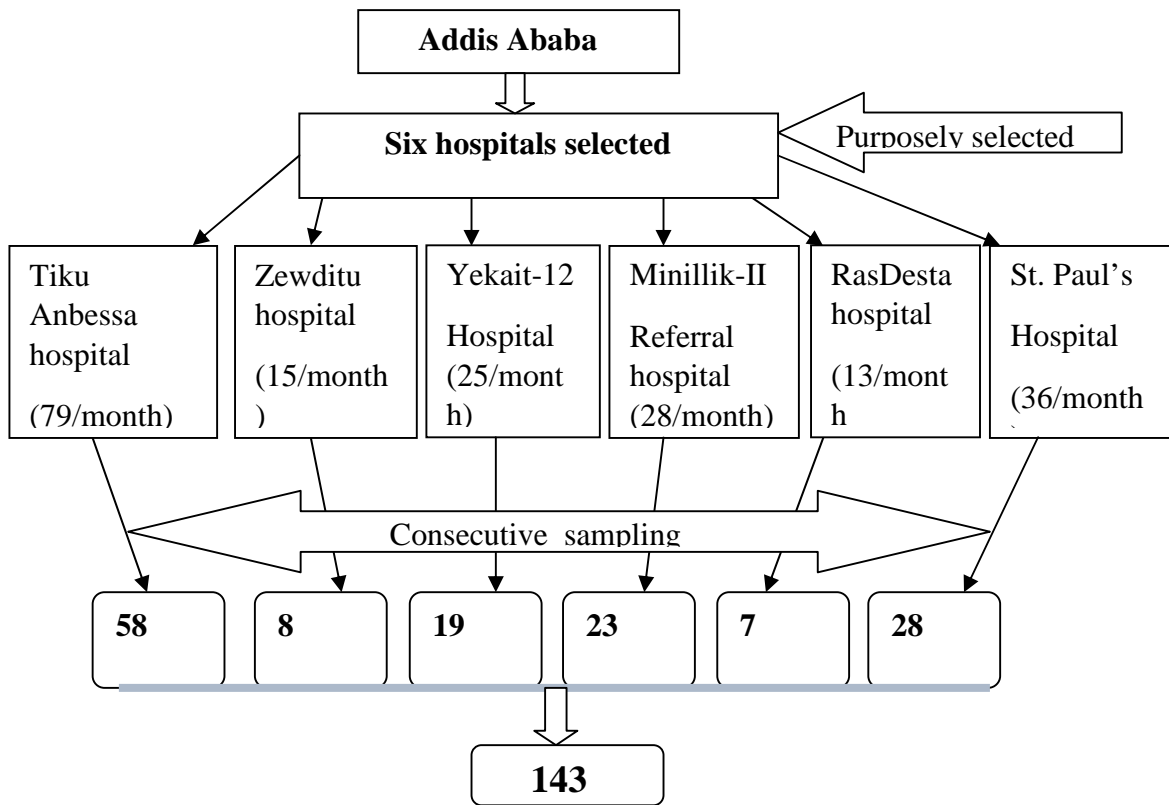 Addis Ababa
Six hospitals selected
Purposely selected
Tiku
Anbessa
hospital
(79/month)
Zewditu
hospital
(15/month
)
Yekait-12
Hospital
(25/mont
h)
Minillik-II
Referral
hospital
(28/month)
RasDesta
hospital
(13/mont
h
St. Paul’s
Hospital
(36/month
)
Consecutive sampling
58
8
19
23
7
28
143